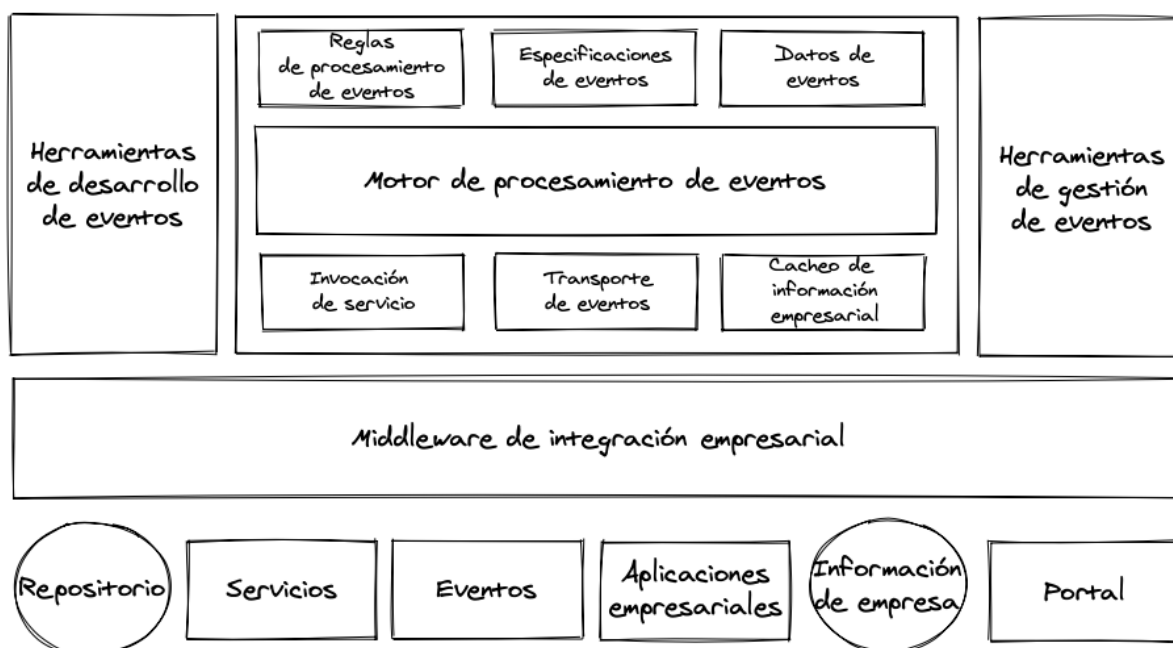 Reglas
de procesamiento
de eventos
Especificaciones
de eventos
Datos de
eventos
Herramientas
de desarrollo
de eventos
Motor de procesamiento de eventos
Herramientas
de gestión
de eventos
Invocación
de servicio
Transporte
de eventos
Cacheo de
información
empresarial
Middleware de integración empresarial
Repositorio
Servicios
Eventos
Aplicaciones
empresariales
Información
de empresa
Portal